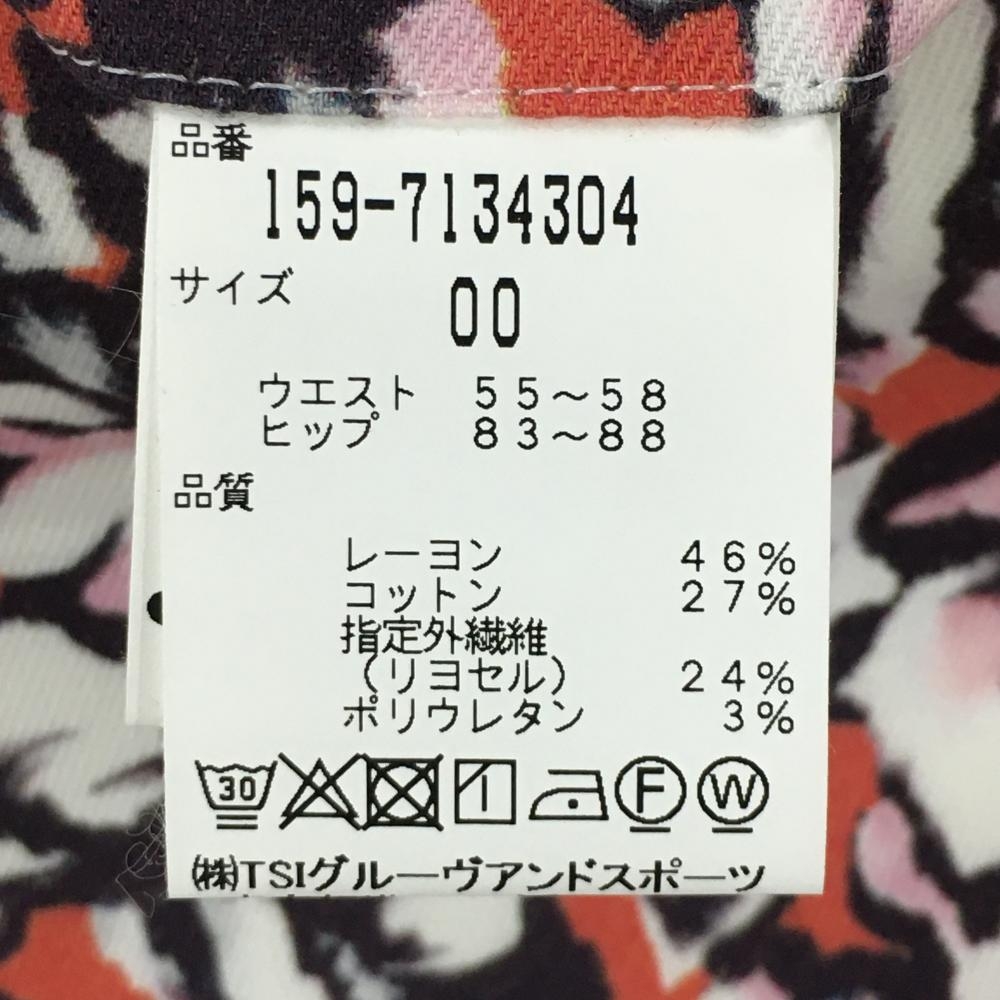 品番
159-7134304
サイズ
00
ウエスト 55～58
ヒップ 83～88
品質
レーヨン 46%
コットン 27%
指定外繊維
(リヨセル) 24%
ポリウレタン 3%
30 F W
㈱TSIグルーヴアンドスポーツ